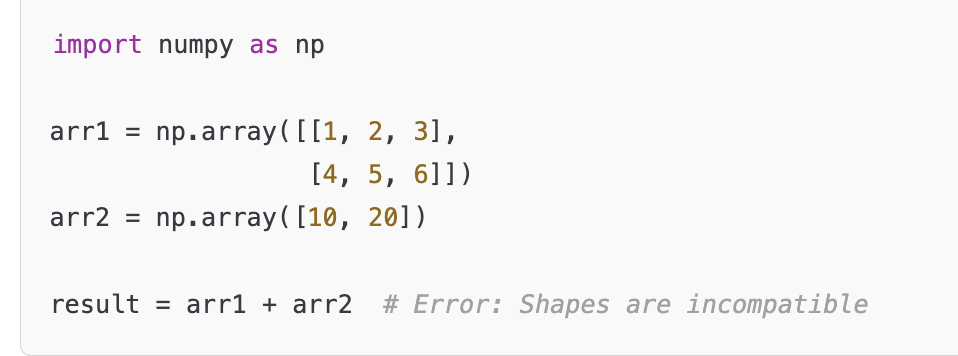 import numpy as np
arr1 = np.array([[1, 2, 3],
                 [4, 5, 6]])
arr2 = np.array([10, 20])
result = arr1 + arr2  # Error: Shapes are incompatible